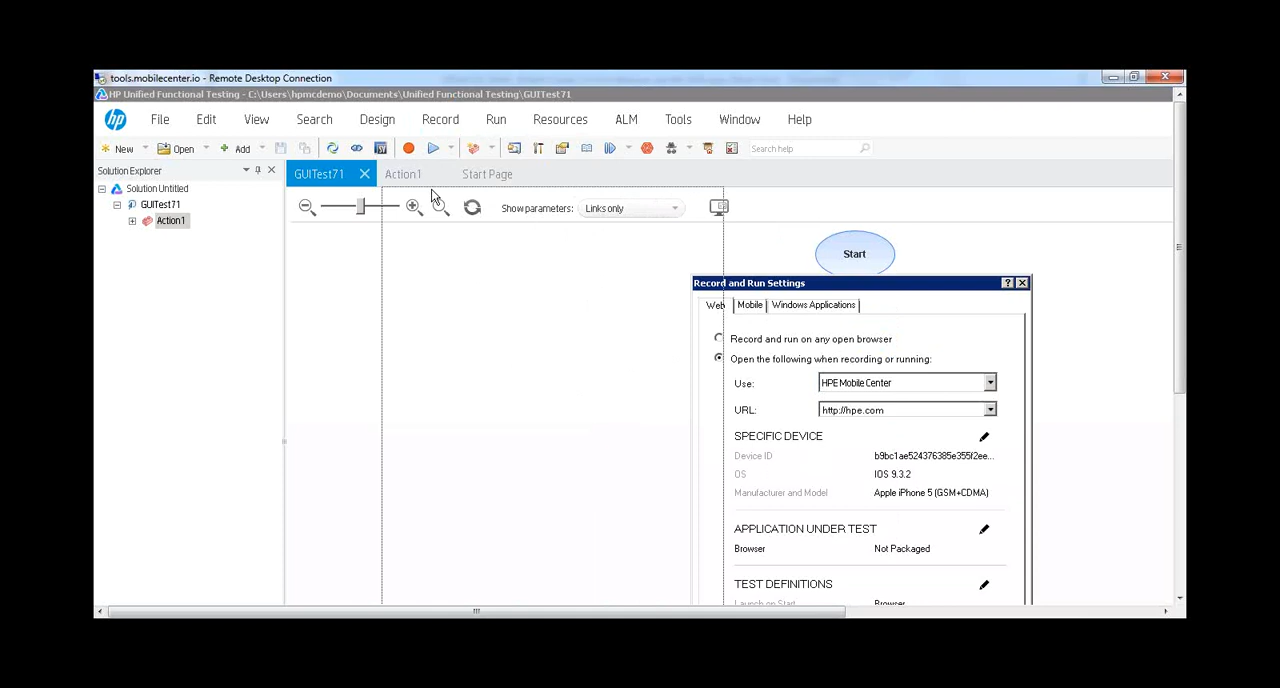 tools.mobilecenter.io - Remote Desktop Connection
HP Unified Functional Testing - C:\Users\hpmcdemo\Documents\Unified Functional Testing\GUITest71
hp File Edit View Search Design Record Run Resources ALM Tools Window Help
New Open Add Search help
Solution Explorer
GUITest71 Action1 Start Page
Solution Untitled
GUITest71
Action1
Show parameters: Links only
Start
Record and Run Settings
Web Mobile Windows Applications
Record and run on any open browser
Open the following when recording or running:
Use: HPE Mobile Center
URL: http://hpe.com
SPECIFIC DEVICE
Device ID b9bc1ae524376385e355f2ee...
OS IOS 9.3.2
Manufacturer and Model Apple iPhone 5 (GSM+CDMA)
APPLICATION UNDER TEST
Browser Not Packaged
TEST DEFINITIONS
Launch on Start Browser